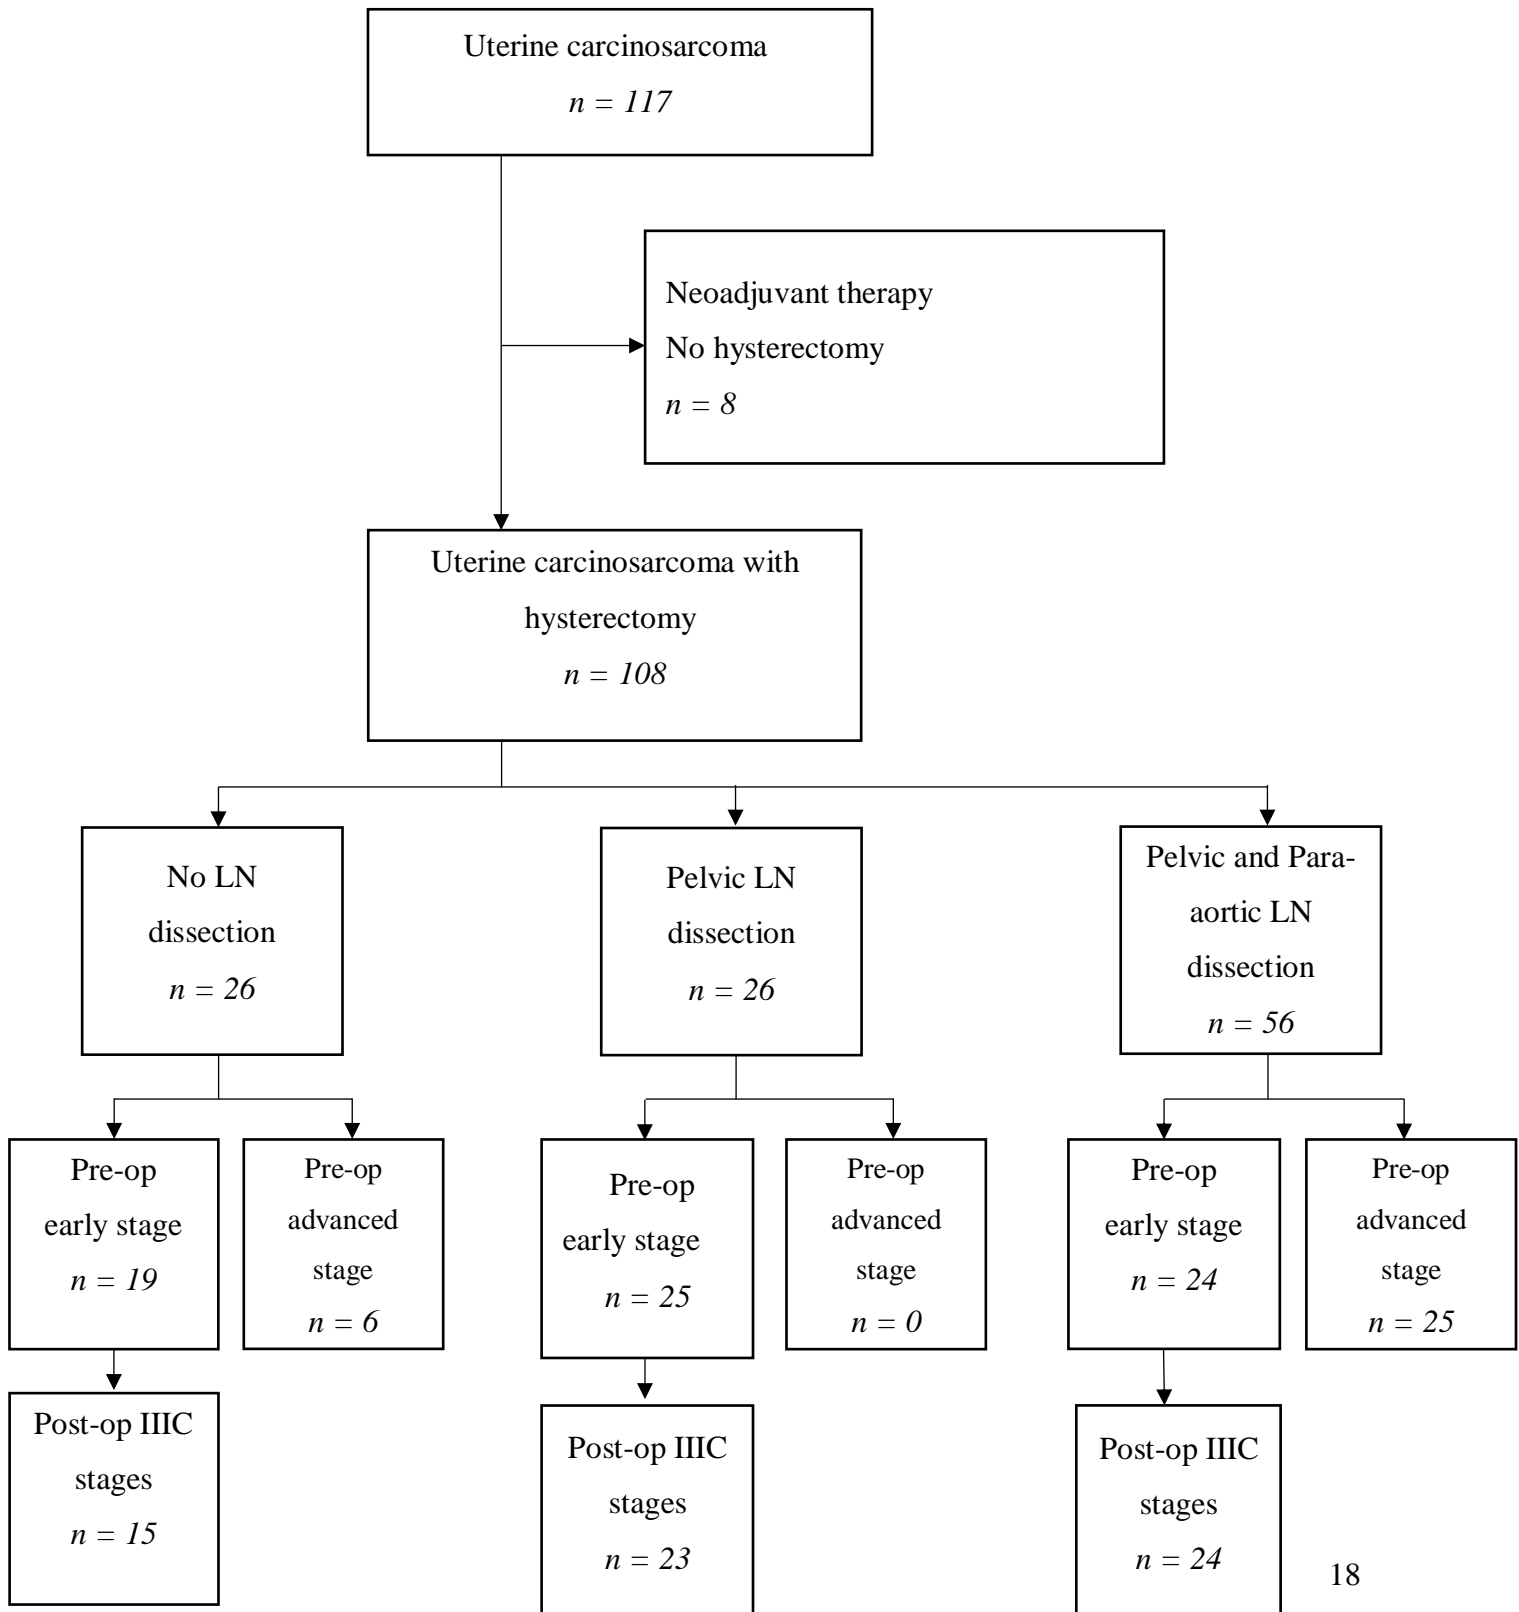 Uterine carcinosarcoma
n = 117
Neoadjuvant therapy
No hysterectomy
n = 8
Uterine carcinosarcoma with
hysterectomy
n = 108
No LN
dissection
n = 26
Pelvic LN
dissection
n = 26
Pelvic and Para-
aortic LN
dissection
n = 56
Pre-op
early stage
n = 19
Pre-op
advanced
stage
n = 6
Pre-op
early stage
n = 25
Pre-op
advanced
stage
n = 0
Pre-op
early stage
n = 24
Pre-op
advanced
stage
n = 25
Post-op IIIC
stages
n = 15
Post-op IIIC
stages
n = 23
Post-op IIIC
stages
n = 24
18